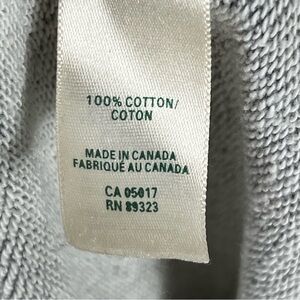 100% COTTON/
COTON
MADE IN CANADA
FABRIQUÉ AU CANADA
CA 05017
RN 89323